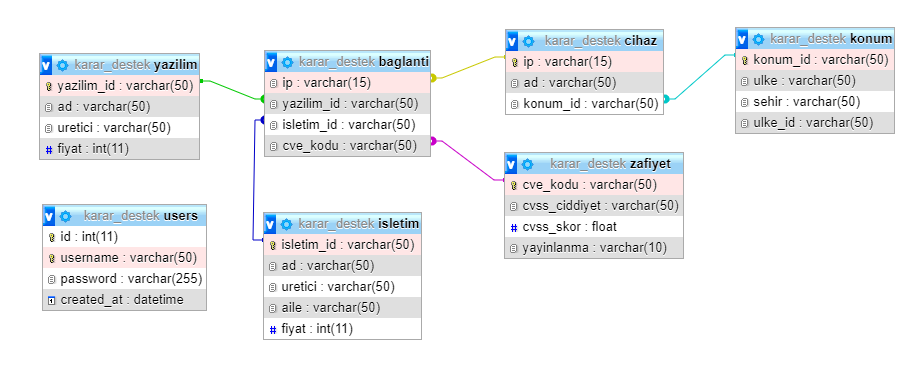 karar_destek yazilim
yazilim_id : varchar(50)
ad : varchar(50)
uretici : varchar(50)
# fiyat : int(11)
karar_destek baglanti
ip : varchar(15)
yazilim_id : varchar(50)
isletim_id : varchar(50)
cve_kodu : varchar(50)
karar_destek cihaz
ip : varchar(15)
ad : varchar(50)
konum_id : varchar(50)
karar_destek konum
konum_id : varchar(50)
ulke : varchar(50)
sehir : varchar(50)
ulke_id : varchar(50)
karar_destek users
id : int(11)
username : varchar(50)
password : varchar(255)
created_at : datetime
karar_destek isletim
isletim_id : varchar(50)
ad : varchar(50)
uretici : varchar(50)
aile : varchar(50)
# fiyat : int(11)
karar_destek zafiyet
cve_kodu : varchar(50)
cvss_ciddiyet : varchar(50)
# cvss_skor : float
yayinlanma : varchar(10)